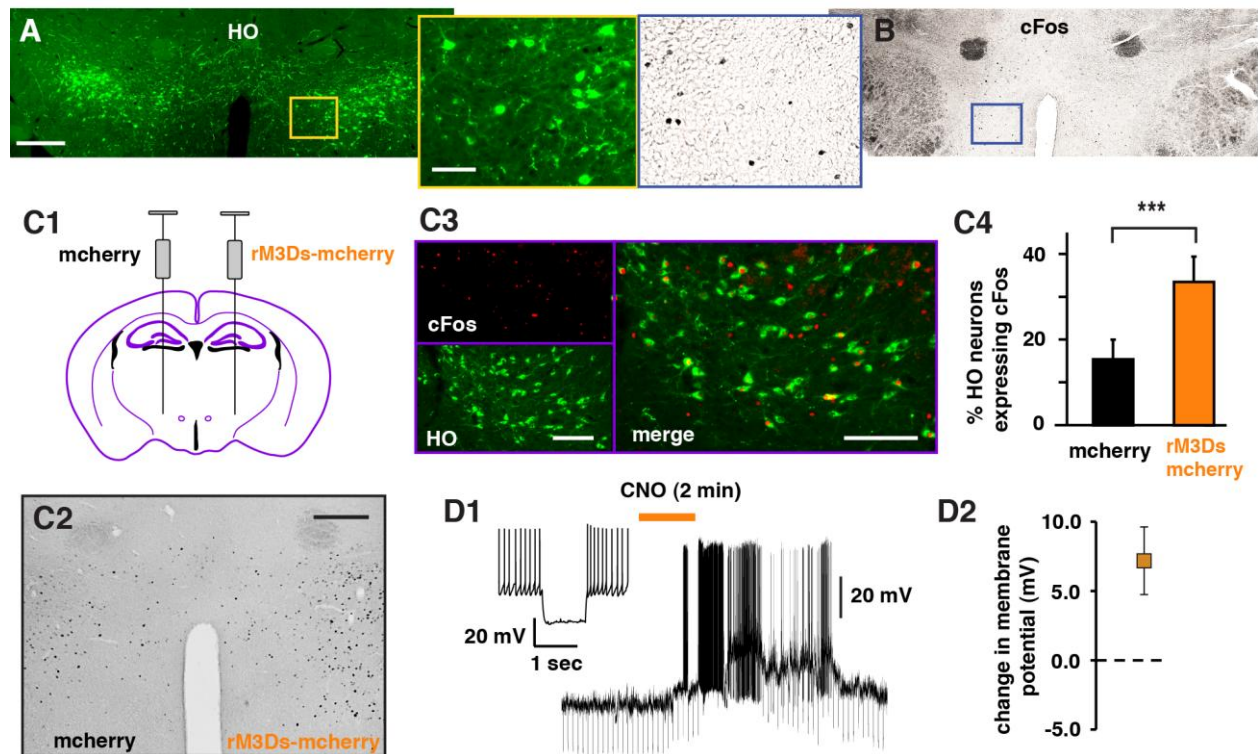 A
HO
B
cFos
C1
mcherry
rM3Ds-mcherry
C3
cFos
HO
merge
C4
***
% HO neurons
expressing cFos
40
20
0
mcherry
rM3Ds
mcherry
C2
mcherry
rM3Ds-mcherry
D1
CNO (2 min)
20 mV
1 sec
20 mV
D2
change in membrane
potential (mV)
10.0
5.0
0.0
-5.0